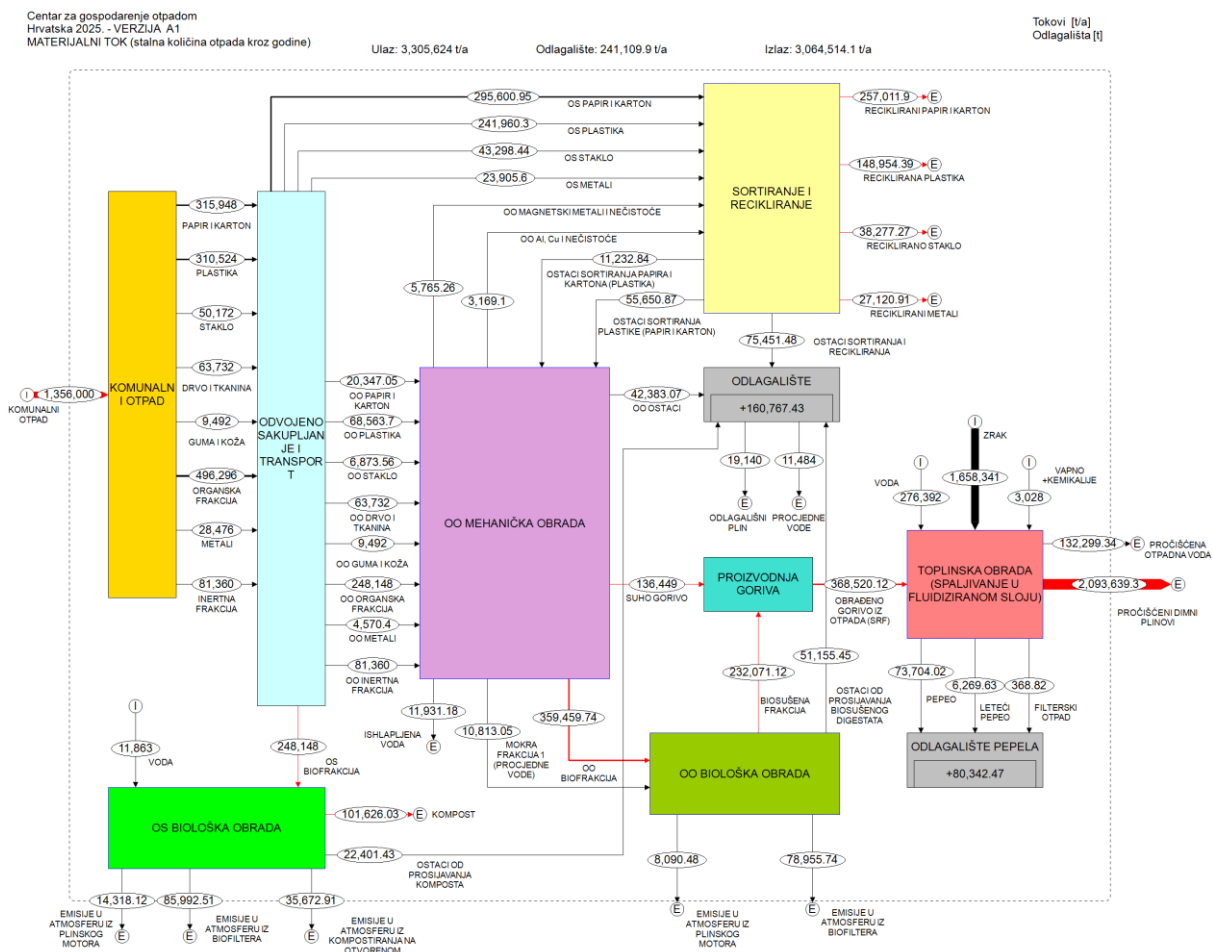 Centar za gospodarenje otpadom
Hrvatska 2025. - VERZIJA A1
MATERIJALNI TOK (stalna količina otpada kroz godine)
Ulaz: 3,305,624 t/a
Odlagalište: 241,109.9 t/a
Izlaz: 3,064,514.1 t/a
Tokovi [t/a]
Odlagališta [t]
295,600.95
OS PAPIR I KARTON
241,960.3
OS PLASTIKA
43,298.44
OS STAKLO
23,905.6
OS METALI
OO MAGNETSKI METALI I NEČISTOĆE
OO Al, Cu I NEČISTOĆE
5,765.26
3,169.1
SORTIRANJE I
RECIKLIRANJE
257,011.9
E
RECIKLIRANI PAPIR I KARTON
148,954.39
E
RECIKLIRANA PLASTIKA
38,277.27
E
RECIKLIRANO STAKLO
27,120.91
E
RECIKLIRANI METALI
11,232.84
OSTACI SORTIRANJA PAPIRA I
KARTONA (PLASTIKA)
55,650.87
OSTACI SORTIRANJA
PLASTIKE (PAPIR I KARTON)
75,451.48
OSTACI SORTIRANJA I
RECIKLIRANJA
I
1,356,000
KOMUNALNI
OTPAD
KOMUNALN
I OTPAD
315,948
PAPIR I KARTON
310,524
PLASTIKA
50,172
STAKLO
63,732
DRVO I TKANINA
9,492
GUMA I KOŽA
496,296
ORGANSKA
FRAKCIJA
28,476
METALI
81,360
INERTNA
FRAKCIJA
ODVOJENO
SAKUPLJAN
JE I
TRANSPOR
T
20,347.05
OO PAPIR I
KARTON
68,563.7
OO PLASTIKA
6,873.56
OO STAKLO
63,732
OO DRVO I
TKANINA
9,492
OO GUMA I KOŽA
248,148
OO ORGANSKA
FRAKCIJA
4,570.4
OO METALI
81,360
OO INERTNA
FRAKCIJA
OO MEHANIČKA OBRADA
42,383.07
OO OSTACI
ODLAGALIŠTE
+160,767.43
19,140
E
ODLAGALIŠNI
PLIN
11,484
E
PROCJEDNE
VODE
136,449
SUHO GORIVO
PROIZVODNJA
GORIVA
368,520.12
OBRAĐENO
GORIVO IZ
OTPADA (SRF)
I
ZRAK
1,658,341
I
VODA
276,392
I
VAPNO
+KEMIKALIJE
3,028
TOPLINSKA OBRADA
(SPALJIVANJE U
FLUIDIZIRANOM SLOJU)
132,299.34
E
PROČIŠĆENA
OTPADNA VODA
2,093,639.3
E
PROČIŠĆENI DIMNI
PLINOVI
73,704.02
PEPEO
6,269.63
LETEĆI
PEPEO
368.82
FILTERSKI
OTPAD
ODLAGALIŠTE PEPELA
+80,342.47
232,071.12
BIOSUŠENA
FRAKCIJA
51,155.45
OSTACI OD
PROSIJAVANJA
BIOSUŠENOG
DIGESTATA
11,931.18
ISHLAPLJENA
VODA
E
10,813.05
MOKRA
FRAKCIJA 1
(PROCJEDNE
VODE)
359,459.74
OO
BIOFRAKCIJA
OO BIOLOŠKA OBRADA
8,090.48
E
EMISIJE U
ATMOSFERU IZ
PLINSKOG
MOTORA
78,955.74
E
EMISIJE U
ATMOSFERU IZ
BIOFILTERA
I
11,863
VODA
248,148
OS
BIOFRAKCIJA
OS BIOLOŠKA OBRADA
101,626.03
E
KOMPOST
22,401.43
OSTACI OD
PROSIJAVANJA
KOMPOSTA
14,318.12
E
EMISIJE U
ATMOSFERU IZ
PLINSKOG
MOTORA
85,992.51
E
EMISIJE U
ATMOSFERU IZ
BIOFILTERA
35,672.91
E
EMISIJE U
ATMOSFERU IZ
KOMPOSTIRANJA NA
OTVORENOM